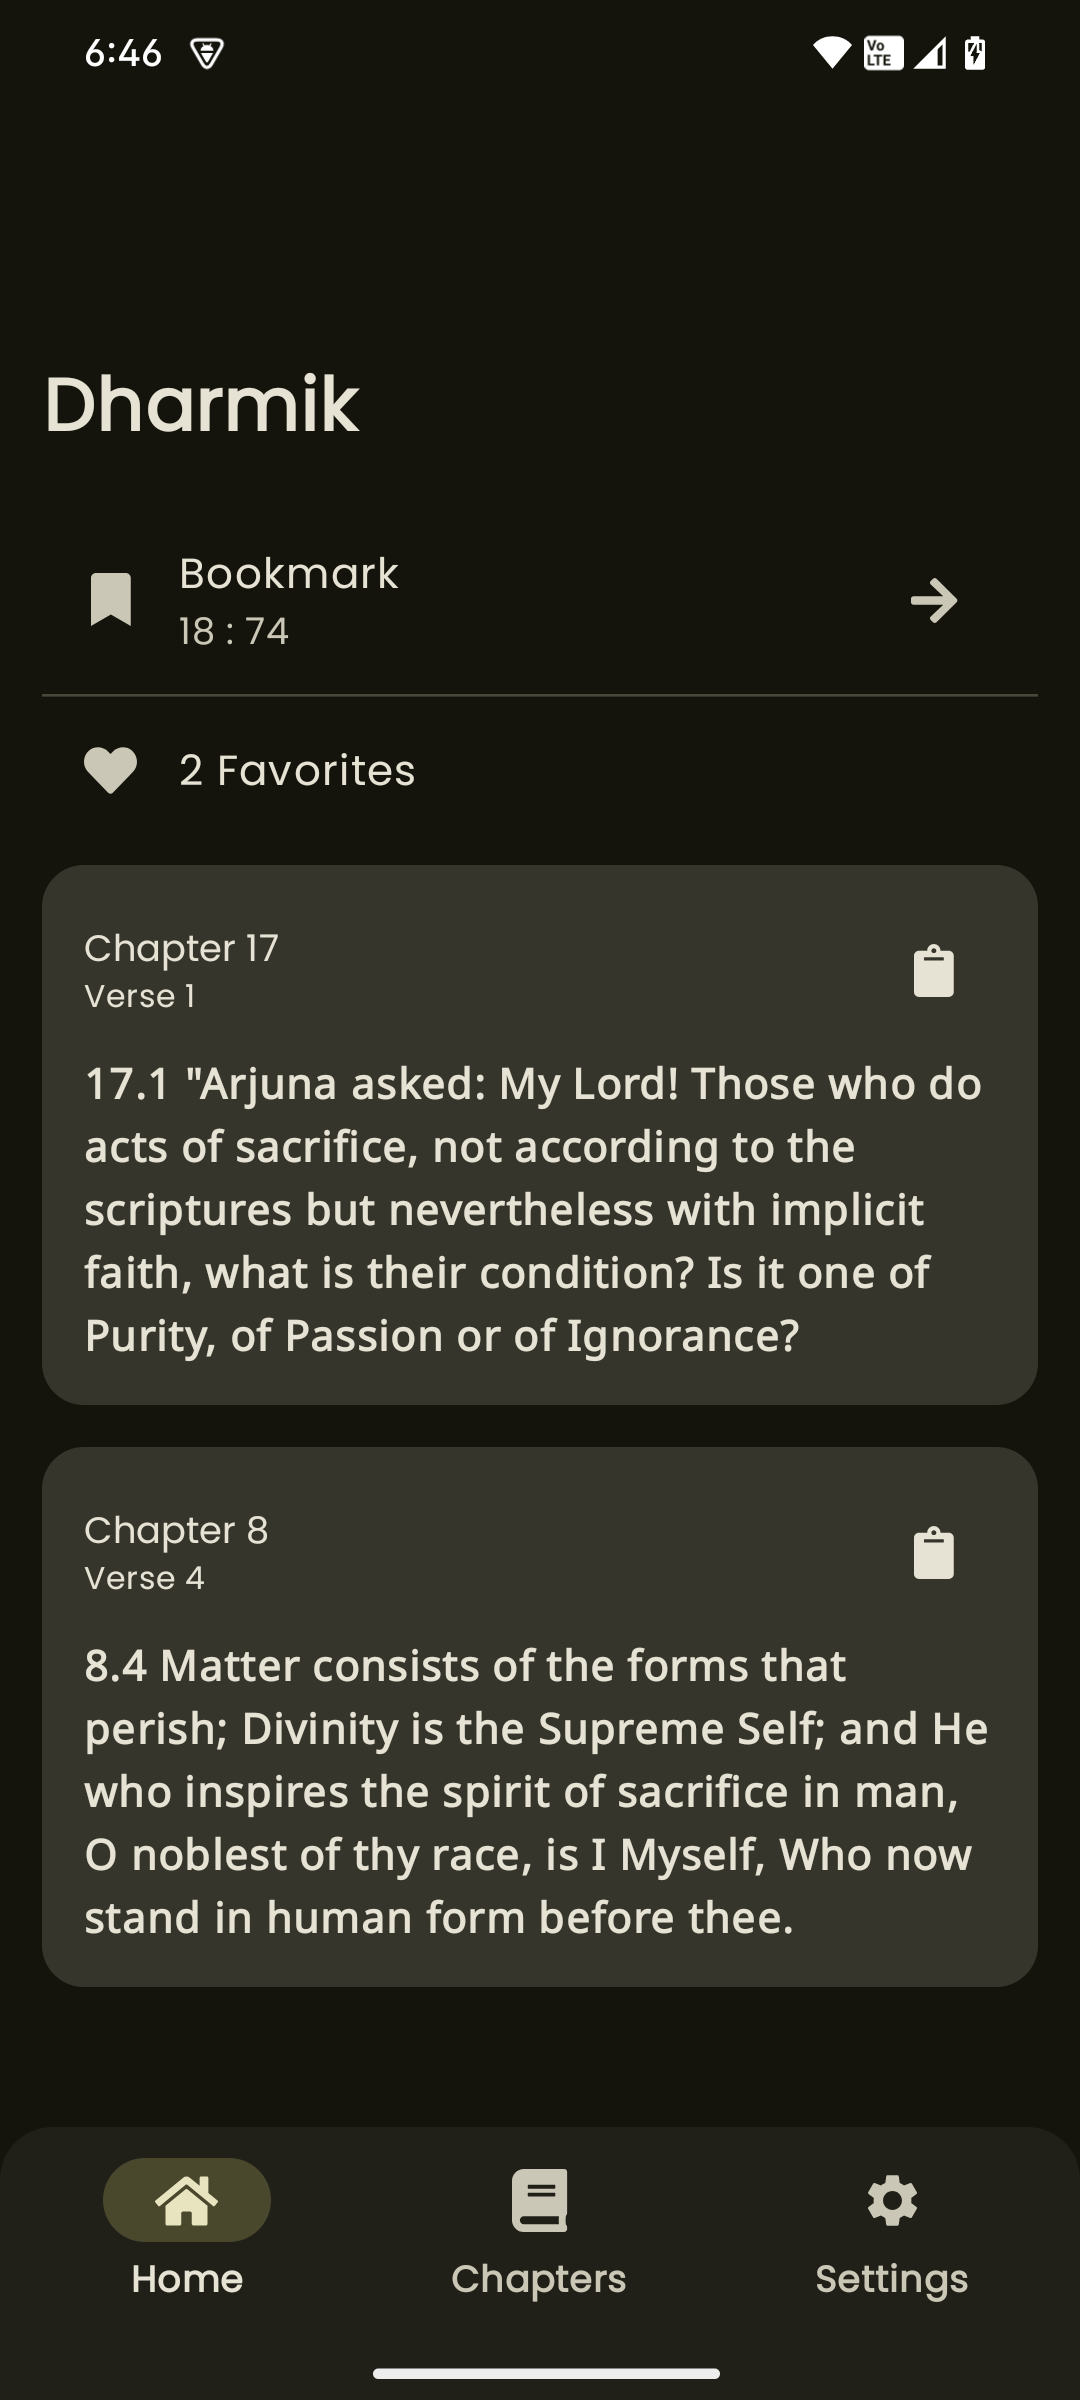 6:46
Vo
LTE
Dharmik
Bookmark
18 : 74
2 Favorites
Chapter 17
Verse 1
17.1 "Arjuna asked: My Lord! Those who do
acts of sacrifice, not according to the
scriptures but nevertheless with implicit
faith, what is their condition? Is it one of
Purity, of Passion or of Ignorance?
Chapter 8
Verse 4
8.4 Matter consists of the forms that
perish; Divinity is the Supreme Self; and He
who inspires the spirit of sacrifice in man,
O noblest of thy race, is I Myself, Who now
stand in human form before thee.
Home
Chapters
Settings